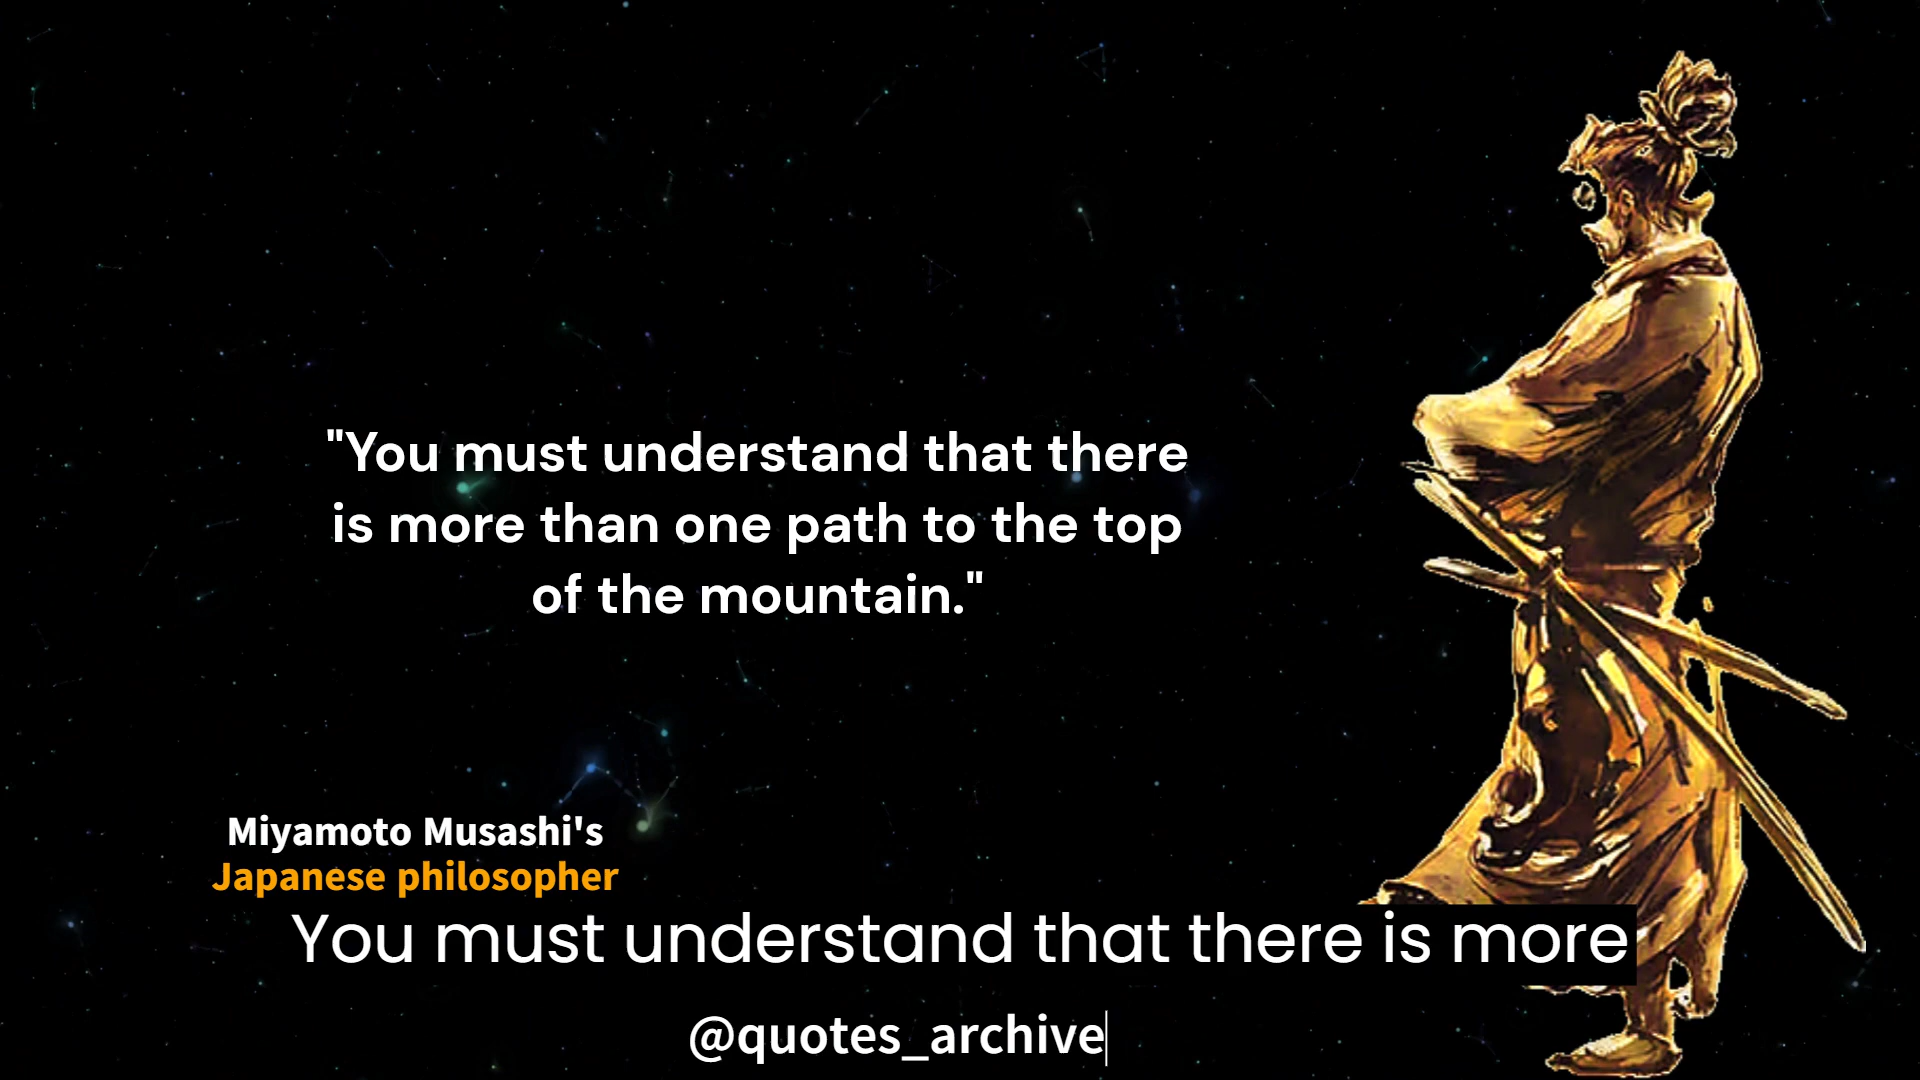 "You must understand that there
is more than one path to the top
of the mountain."
Miyamoto Musashi's
Japanese philosopher
You must understand that there is more
@quotes_archive